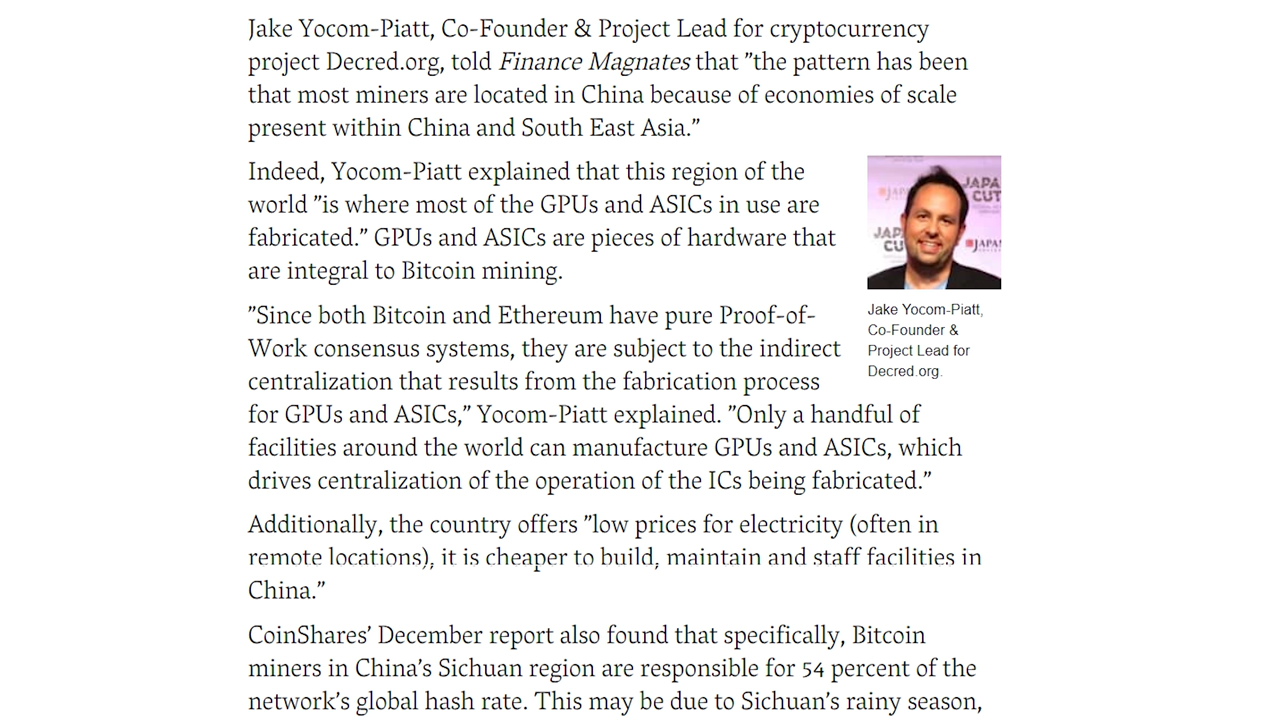 Jake Yocom-Piatt, Co-Founder & Project Lead for cryptocurrency
project Decred.org, told Finance Magnates that ”the pattern has been
that most miners are located in China because of economies of scale
present within China and South East Asia.”
Indeed, Yocom-Piatt explained that this region of the
world ”is where most of the GPUs and ASICs in use are
fabricated.” GPUs and ASICs are pieces of hardware that
are integral to Bitcoin mining.
”Since both Bitcoin and Ethereum have pure Proof-of-
Work consensus systems, they are subject to the indirect
centralization that results from the fabrication process
for GPUs and ASICs,” Yocom-Piatt explained. ”Only a handful of
facilities around the world can manufacture GPUs and ASICs, which
drives centralization of the operation of the ICs being fabricated.”
Additionally, the country offers ”low prices for electricity (often in
remote locations), it is cheaper to build, maintain and staff facilities in
China.”
CoinShares’ December report also found that specifically, Bitcoin
miners in China’s Sichuan region are responsible for 54 percent of the
network’s global hash rate. This may be due to Sichuan’s rainy season,
JAPA
CUT
JAPA
CU
JAPA
Jake Yocom-Piatt,
Co-Founder &
Project Lead for
Decred.org.